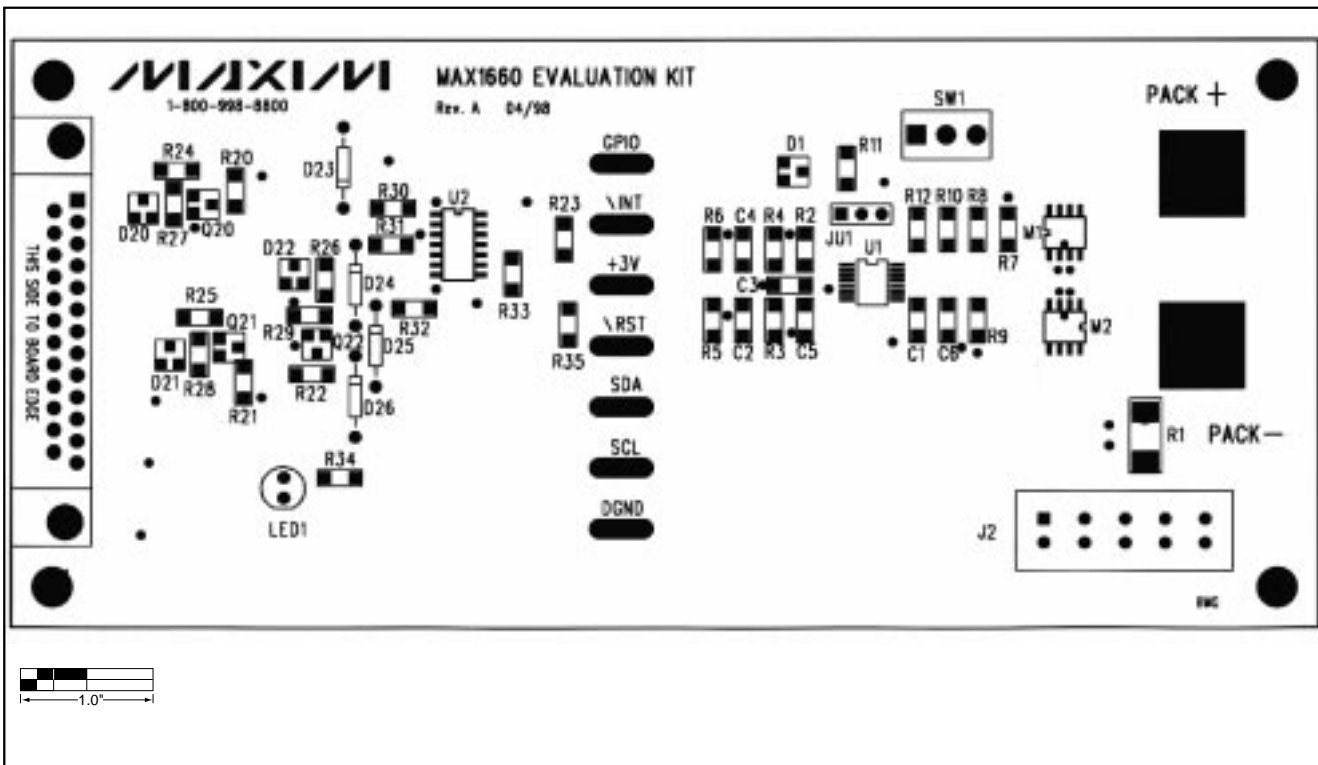 MAXIM
1-800-998-8800
MAX1660 EVALUATION KIT
Rev. A 04/98
SW1
PACK +
GPIO
D1
R11
R24
R20
D23
R30
U2
R23
\INT
R6
C4
R4
R2
JU1
R12
R10
R8
M1
D20
R27
Q20
R31
D22
R26
U1
R7
+3V
D24
C3
R33
R25
Q21
R29
R32
\RST
Q22
D25
R35
R5
C2
R3
C5
C1
C6
R9
M2
D21
R28
R22
R21
SDA
D26
THIS SIDE TO BOARD EDGE
R1
PACK-
SCL
R34
DGND
LED1
J2
1.0"